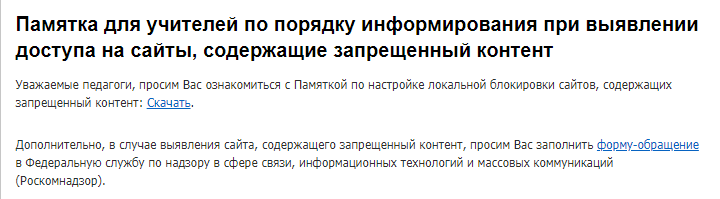 Памятка для учителей по порядку информирования при выявлении
доступа на сайты, содержащие запрещенный контент
Уважаемые педагоги, просим Вас ознакомиться с Памяткой по настройке локальной блокировки сайтов, содержащих
запрещенный контент: Скачать.
Дополнительно, в случае выявления сайта, содержащего запрещенный контент, просим Вас заполнить форму-обращение
в Федеральную службу по надзору в сфере связи, информационных технологий и массовых коммуникаций
(Роскомнадзор).